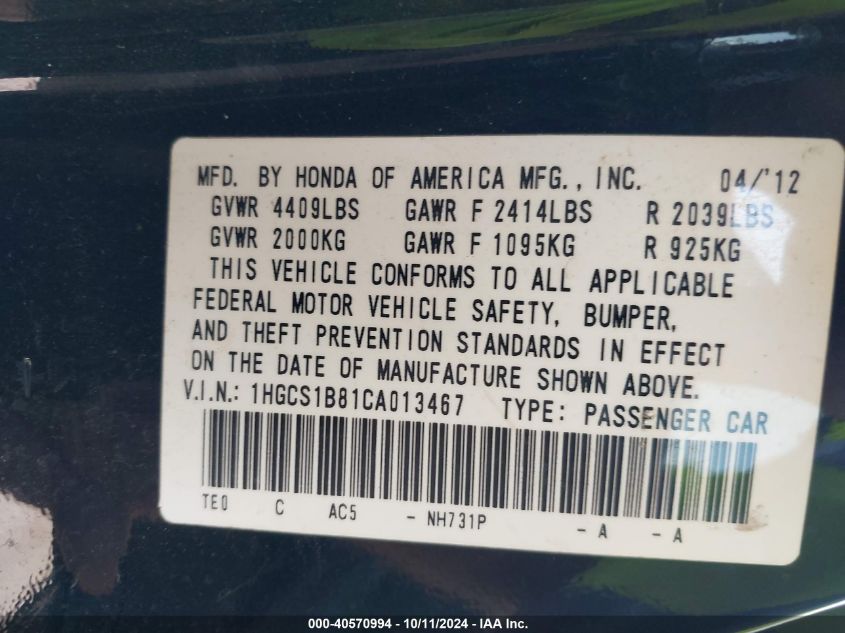 MFD. BY HONDA OF AMERICA MFG., INC. 04/'12
GVWR 4409LBS GAWR F 2414LBS R 2039LBS
GVWR 2000KG GAWR F 1095KG R 925KG
THIS VEHICLE CONFORMS TO ALL APPLICABLE
FEDERAL MOTOR VEHICLE SAFETY, BUMPER,
AND THEFT PREVENTION STANDARDS IN EFFECT
ON THE DATE OF MANUFACTURE SHOWN ABOVE.
V.I.N.: 1HGCS1B81CA013467 TYPE: PASSENGER CAR
TE0 C AC5 - NH731P - A - A
000-40570994 - 10/11/2024 - IAA Inc.